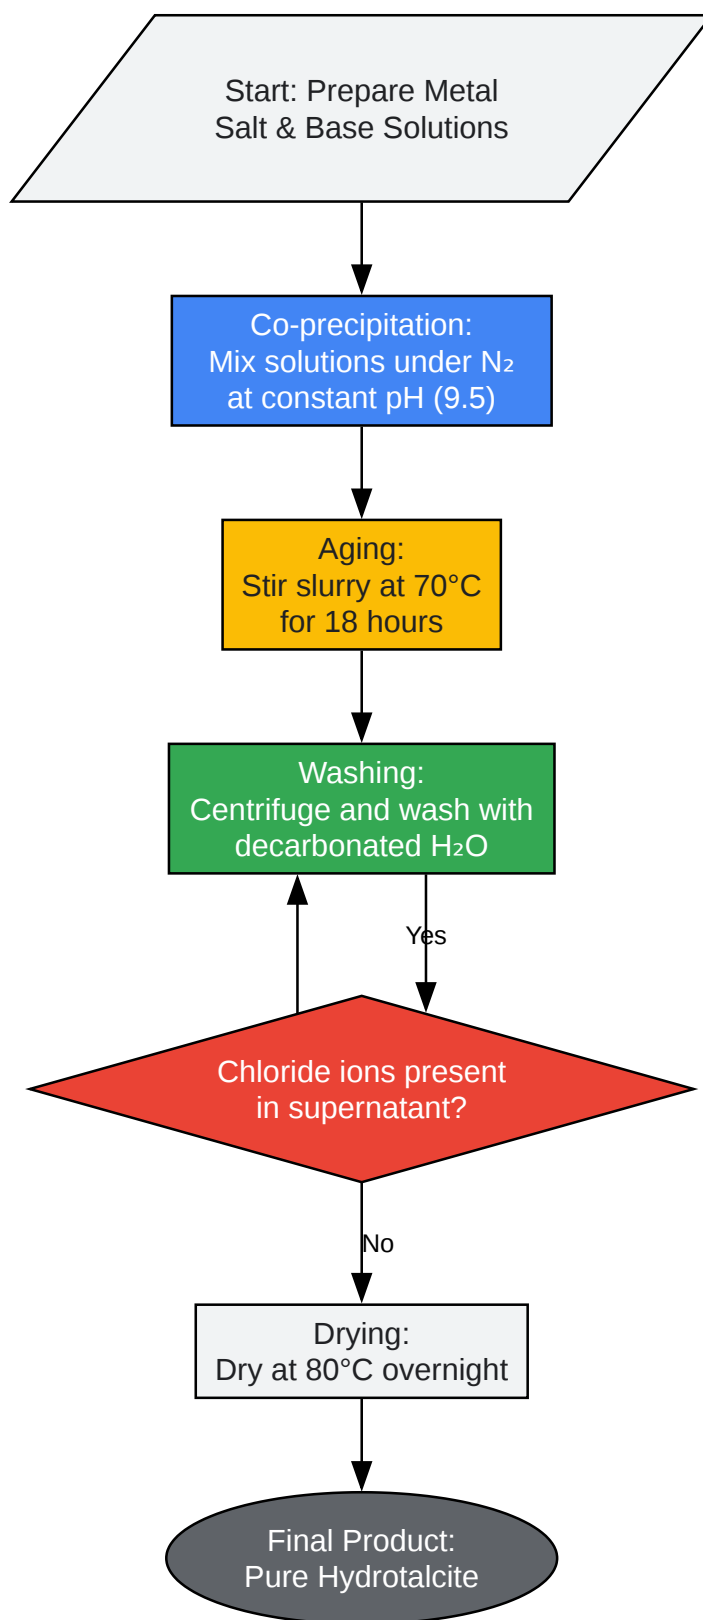 Start: Prepare Metal
Salt & Base Solutions
Co-precipitation:
Mix solutions under N₂
at constant pH (9.5)
Aging:
Stir slurry at 70°C
for 18 hours
Washing:
Centrifuge and wash with
decarbonated H₂O
Yes
Chloride ions present
in supernatant?
No
Drying:
Dry at 80°C overnight
Final Product:
Pure Hydrotalcite